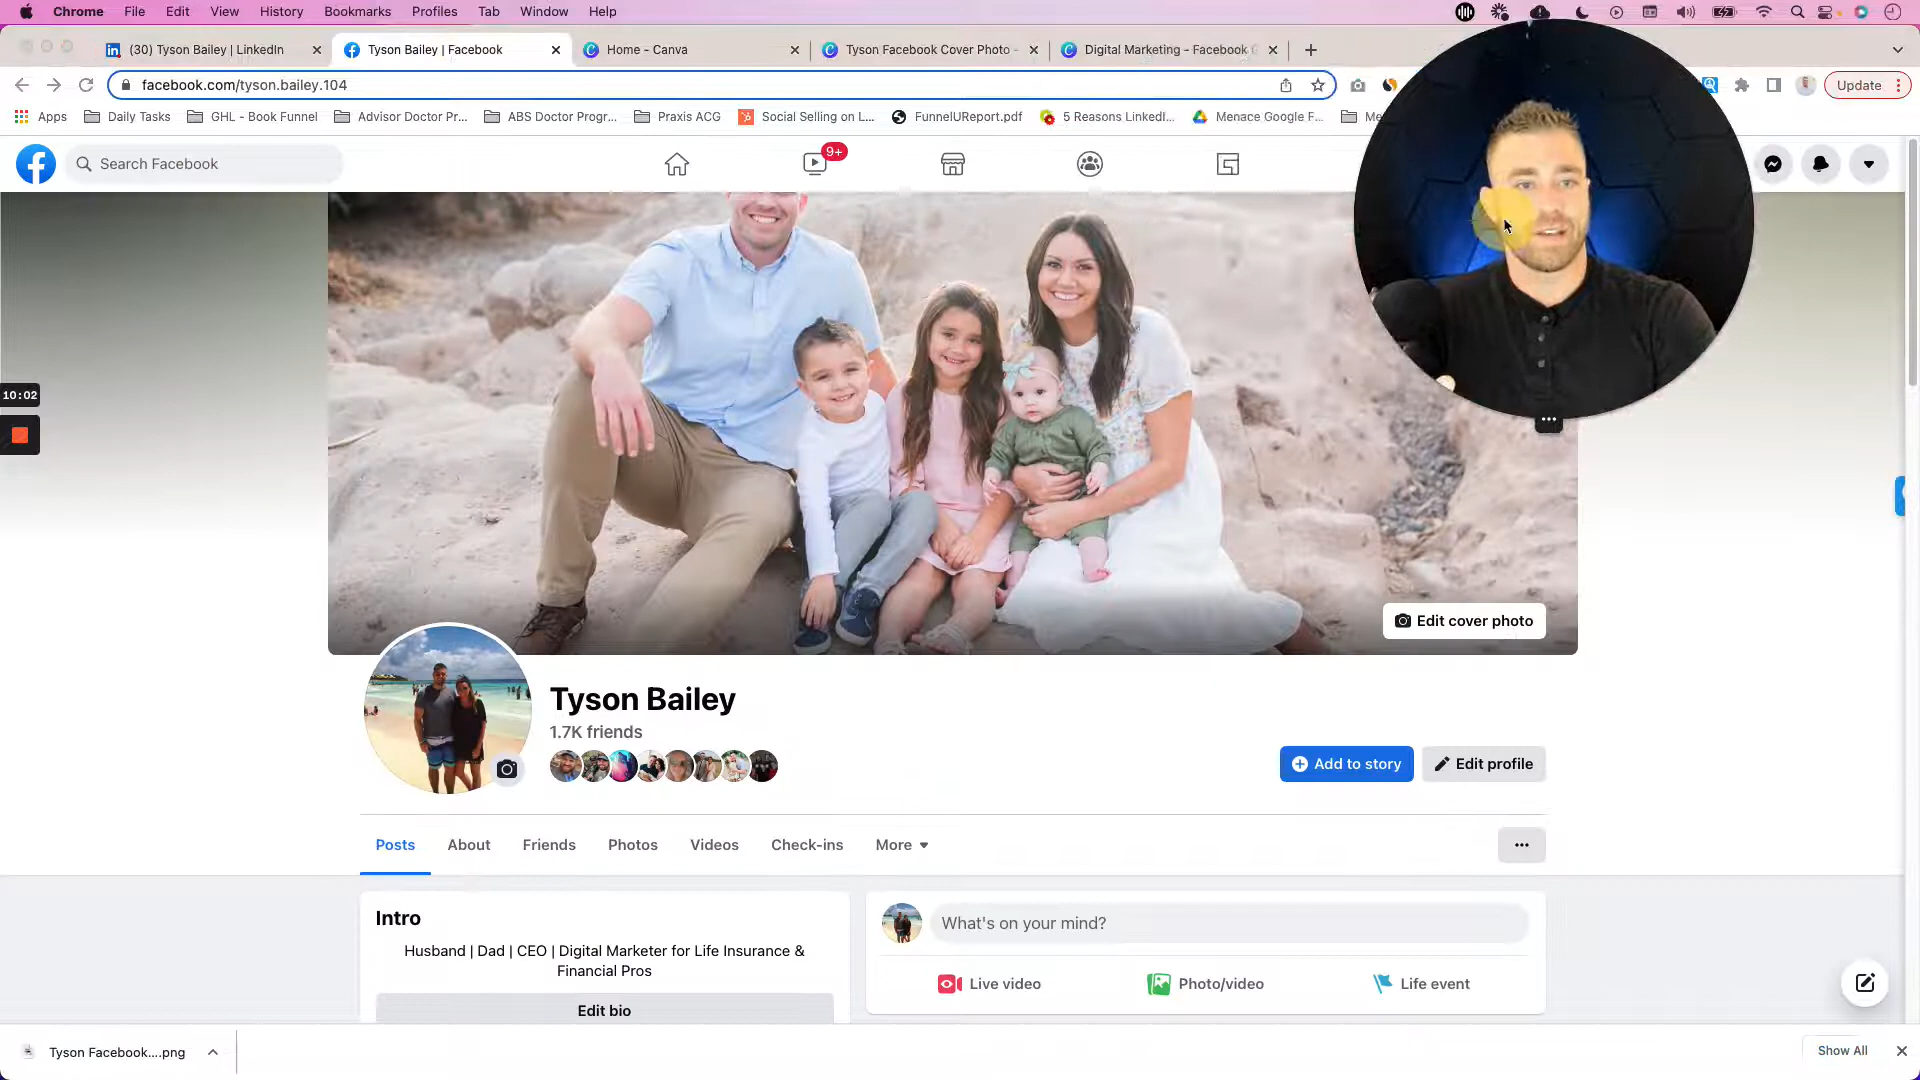 Chrome File Edit View History Bookmarks Profiles Tab Window Help
(30) Tyson Bailey | LinkedIn
Tyson Bailey | Facebook
Home - Canva
Tyson Facebook Cover Photo -
Digital Marketing - Facebook
facebook.com/tyson.bailey.104
Update
Apps
Daily Tasks
GHL - Book Funnel
Advisor Doctor Pr...
ABS Doctor Progr...
Praxis ACG
Social Selling on L...
FunnelUReport.pdf
5 Reasons LinkedI...
Menace Google F...
Me
Search Facebook
9+
10:02
Edit cover photo
Tyson Bailey
1.7K friends
Add to story
Edit profile
Posts
About
Friends
Photos
Videos
Check-ins
More
Intro
Husband | Dad | CEO | Digital Marketer for Life Insurance &
Financial Pros
Edit bio
What's on your mind?
Live video
Photo/video
Life event
Tyson Facebook....png
Show All